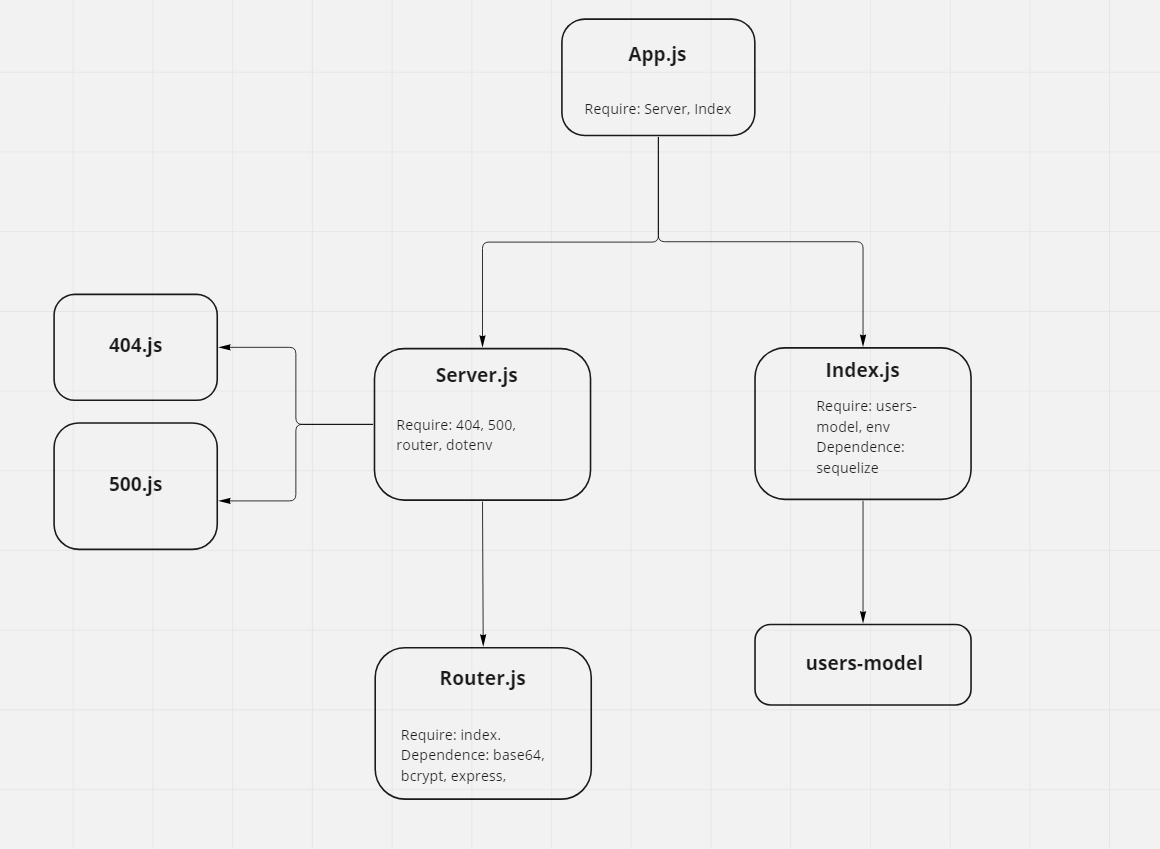 App.js
Require: Server, Index
404.js
500.js
Server.js
Require: 404, 500,
router, dotenv
Index.js
Require: users-
model, env
Dependence:
sequelize
Router.js
Require: index.
Dependence: base64,
bcrypt, express,
users-model